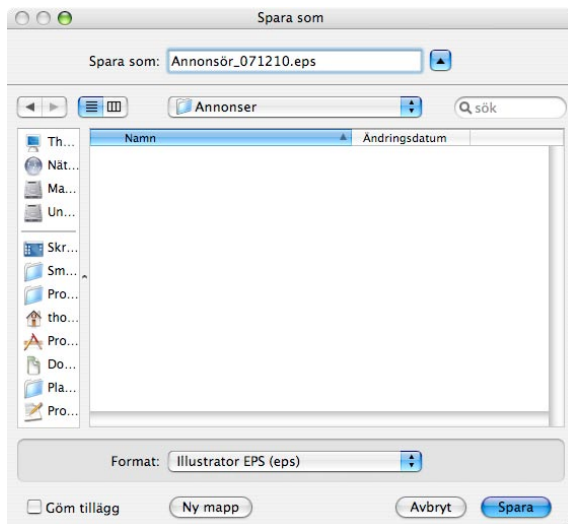 Spara som
Spara som: Annonsör_071210.eps
Annonser
sök
Namn Ändringsdatum
Th...
Nät...
Ma...
Un...
Skr...
Sm...
Pro...
tho...
Pro...
Do...
Pla...
Pro...
Format: Illustrator EPS (eps)
Göm tillägg Ny mapp Avbryt Spara